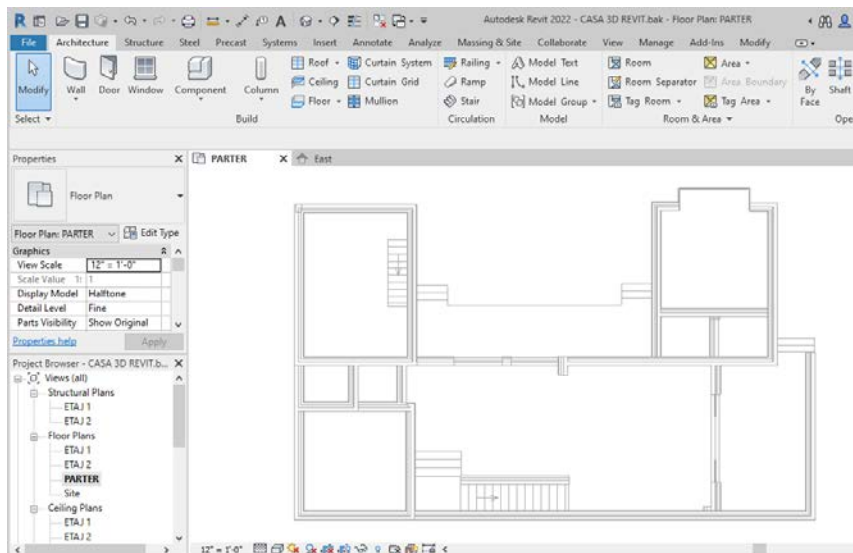 Autodesk Revit 2022 - CASA 3D REVIT.bak - Floor Plan: PARTER
File Architecture Structure Steel Precast Systems Insert Annotate Analyze Massing & Site Collaborate View Manage Add-Ins Modify
Modify Wall Door Window Component Column
Roof Curtain System Railing Model Text Room Area
Ceiling Curtain Grid Ramp Model Line Room Separator Area Boundary
Floor Mullion Stair Model Group Tag Room Tag Area
By Face Shaft
Select Build Circulation Model Room & Area Ope
Properties X
PARTER X East
Floor Plan
Floor Plan: PARTER Edit Type
Graphics
View Scale 12" = 1'-0"
Scale Value 1: 1
Display Model Halftone
Detail Level Fine
Parts Visibility Show Original
Properties help Apply
Project Browser - CASA 3D REVIT.b... X
Views (all)
Structural Plans
ETAJ 1
ETAJ 2
Floor Plans
ETAJ 1
ETAJ 2
PARTER
Site
Ceiling Plans
ETAJ 1
ETAJ 2
12" = 1'-0"